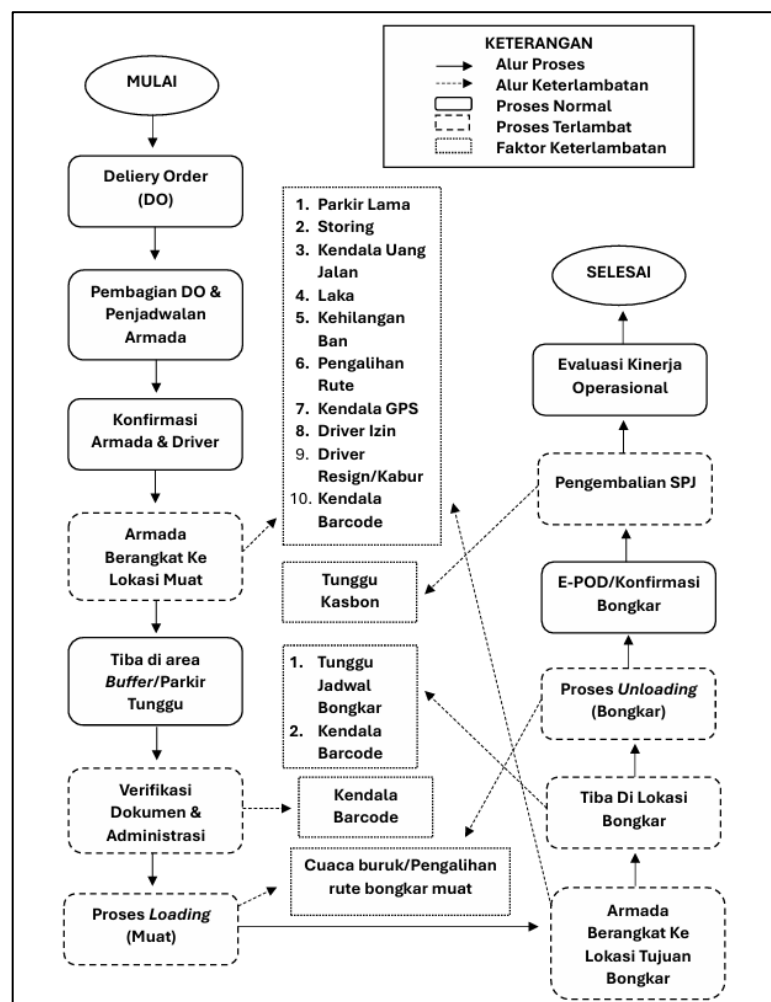 KETERANGAN
Alur Proses
Alur Keterlambatan
Proses Normal
Proses Terlambat
Faktor Keterlambatan
MULAI
Deliery Order
(DO)
Pembagian DO &
Penjadwalan
Armada
Konfirmasi
Armada & Driver
Armada
Berangkat Ke
Lokasi Muat
Tiba di area
Buffer/Parkir
Tunggu
Verifikasi
Dokumen &
Administrasi
Proses Loading
(Muat)
1. Parkir Lama
2. Storing
3. Kendala Uang
Jalan
4. Laka
5. Kehilangan
Ban
6. Pengalihan
Rute
7. Kendala GPS
8. Driver Izin
9. Driver
Resign/Kabur
10. Kendala
Barcode
Tunggu
Kasbon
1. Tunggu
Jadwal
Bongkar
2. Kendala
Barcode
Kendala
Barcode
Cuaca buruk/Pengalihan
rute bongkar muat
SELESAI
Evaluasi Kinerja
Operasional
Pengembalian SPJ
E-POD/Konfirmasi
Bongkar
Proses Unloading
(Bongkar)
Tiba Di Lokasi
Bongkar
Armada
Berangkat Ke
Lokasi Tujuan
Bongkar